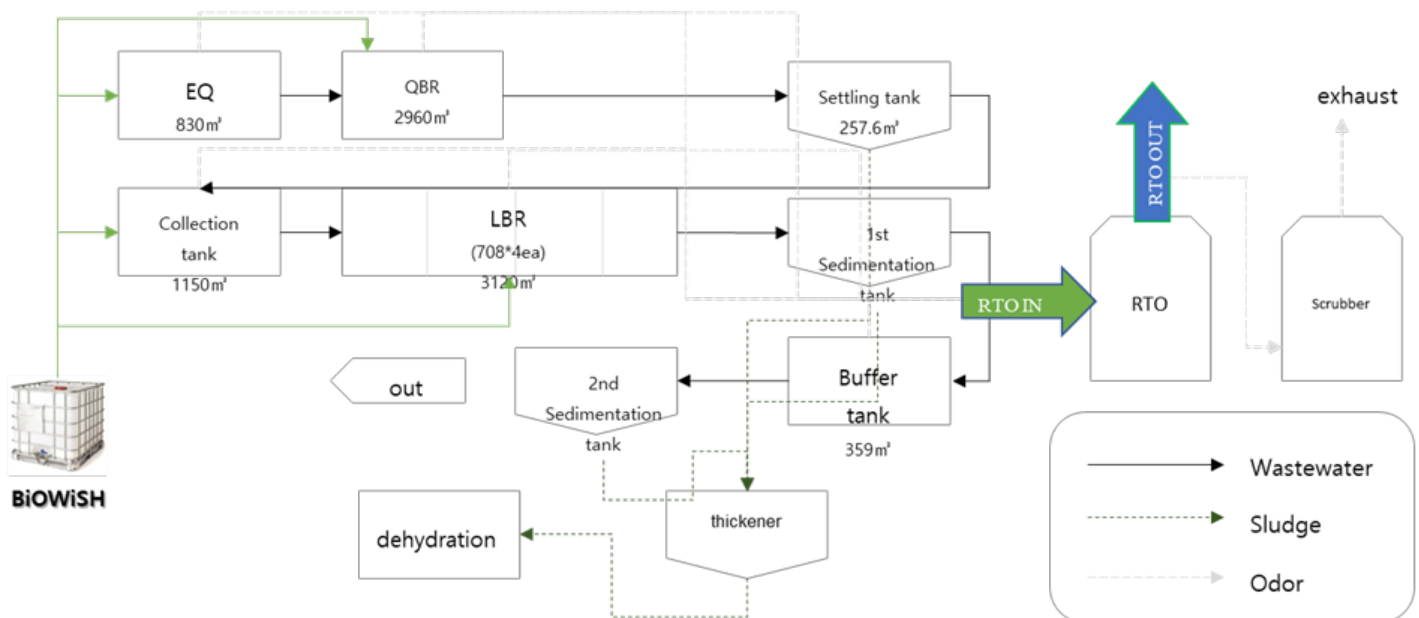 EQ
830㎥
QBR
2960㎥
Settling tank
257.6㎥
exhaust
RTO OUT
Collection
tank
1150㎥
LBR
(708*4ea)
3120㎥
1st
Sedimentation
tank
RTO IN
RTO
Scrubber
out
2nd
Sedimentation
tank
Buffer
tank
359㎥
BiOWiSH
dehydration
thickener
Wastewater
Sludge
Odor